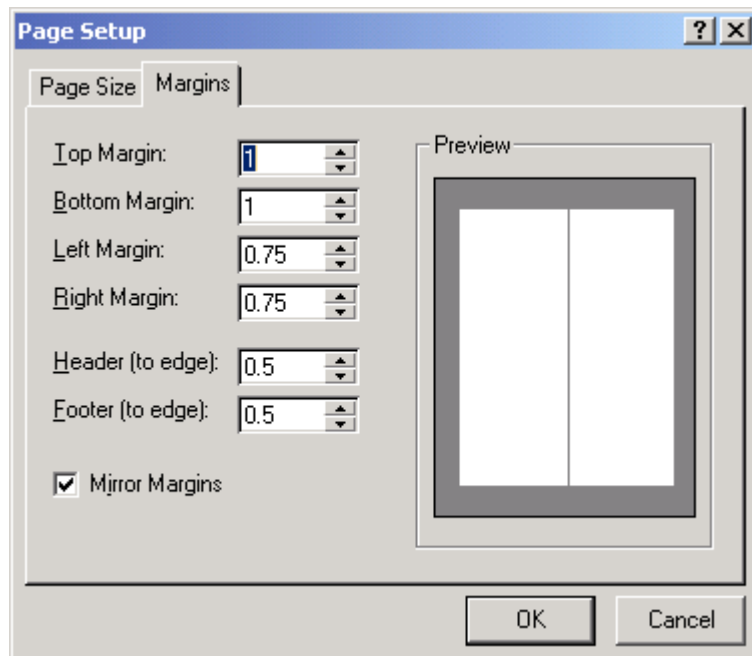 Page Setup
Page Size Margins
Top Margin: 1
Bottom Margin: 1
Left Margin: 0.75
Right Margin: 0.75
Header (to edge): 0.5
Footer (to edge): 0.5
Mirror Margins
Preview
OK Cancel